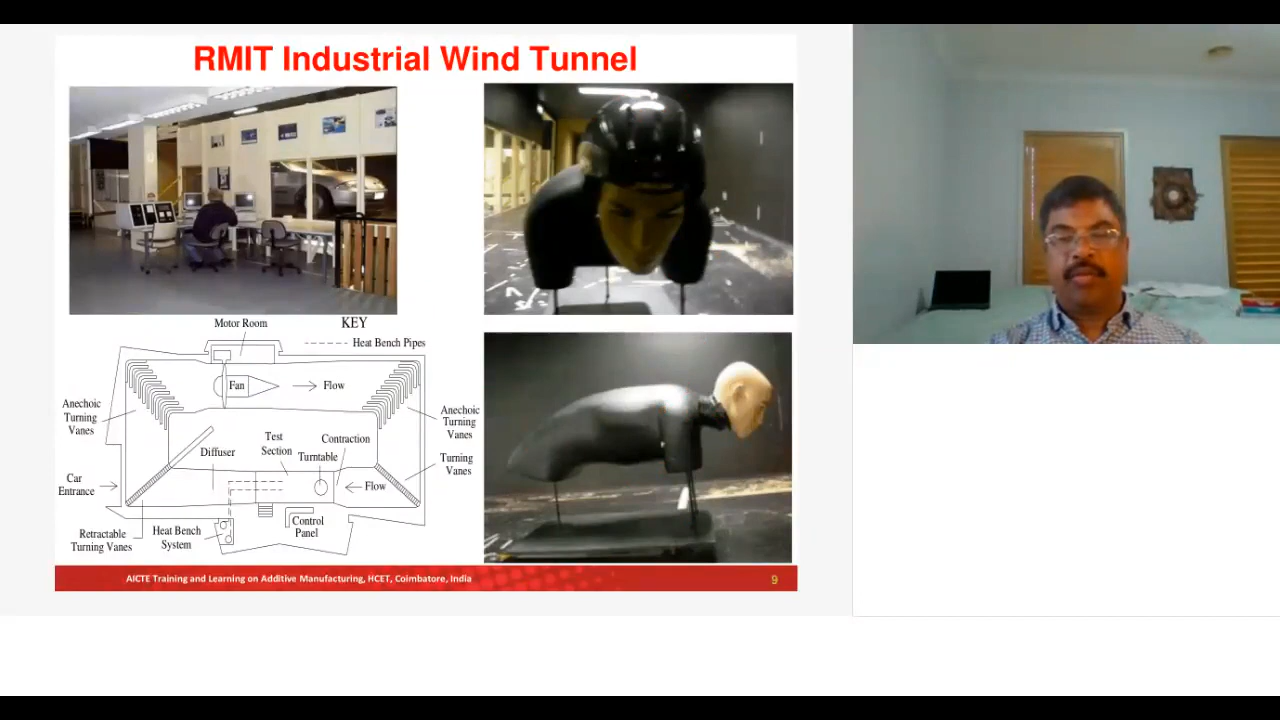 RMIT Industrial Wind Tunnel
Motor Room
KEY
Heat Bench Pipes
Fan
Flow
Anechoic
Turning
Vanes
Anechoic
Turning
Vanes
Test
Section
Contraction
Diffuser
Turntable
Turning
Vanes
Car
Entrance
Flow
Control
Panel
Retractable
Turning Vanes
Heat Bench
System
AICTE Training and Learning on Additive Manufacturing, HCET, Coimbatore, India
9